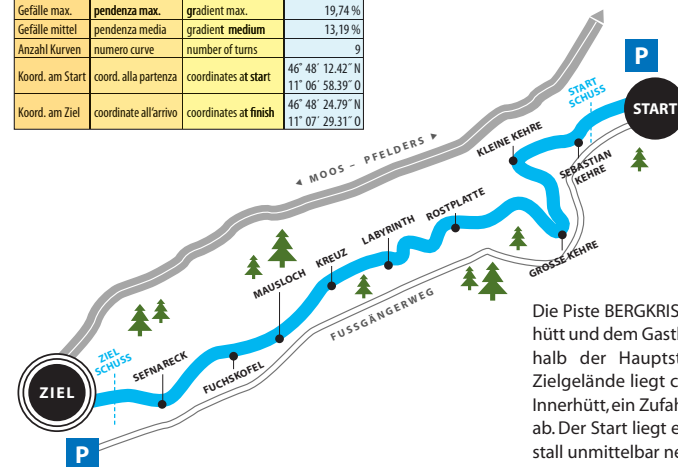 Gefälle max. pendenza max. gradient max. 19,74 %
Gefälle mittel pendenza media gradient medium 13,19 %
Anzahl Kurven numero curve number of turns 9
Koord. am Start coord. alla partenza coordinates at start 46° 48´ 12.42˝ N
11° 06´ 58.39˝ O
Koord. am Ziel coordinate all'arrivo coordinates at finish 46° 48´ 24.79˝ N
11° 07´ 29.31˝ O
P
START
SCHUSS
START
KLEINE KEHRE
SEBASTIAN
KEHRE
MOOS – PFELDERS
ROSTPLATTE
LABYRINTH
GROSSE KEHRE
KREUZ
MAUSLOCH
FUSSGÄNGERWEG
ZIEL
SCHUSS
SEFNARECK
FUCHSKOFEL
ZIEL
P
Die Piste BERGKRIS
hütt und dem Gasth
halb der Hauptst
Zielgelände liegt
Innerhütt, ein Zufah
ab. Der Start liegt e
stall unmittelbar ne